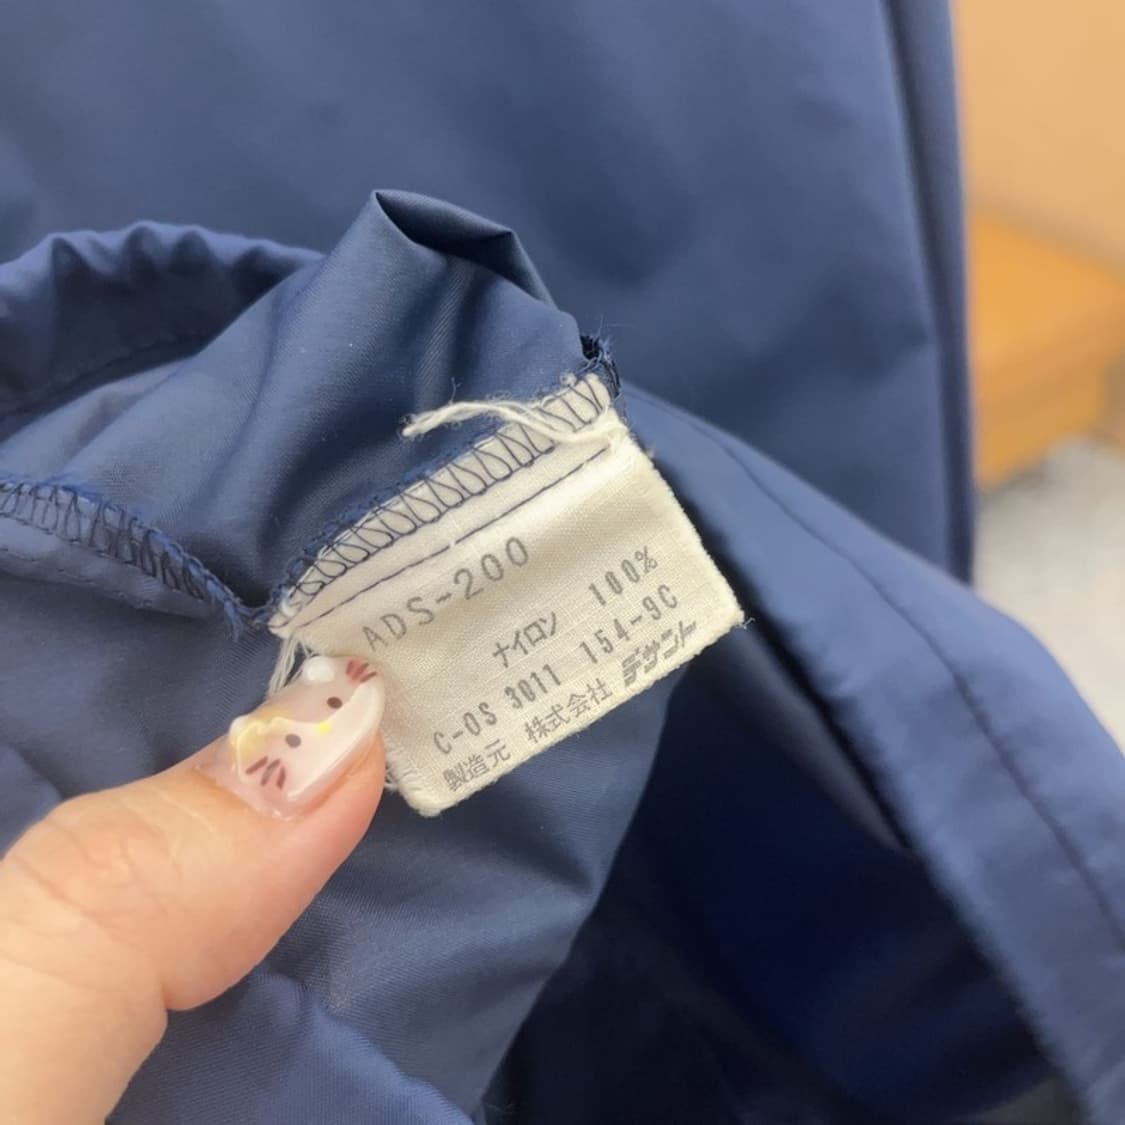 ADS-200
ナイロン 100%
C-OS 3011 154-9C
製造元 株式会社 デサント